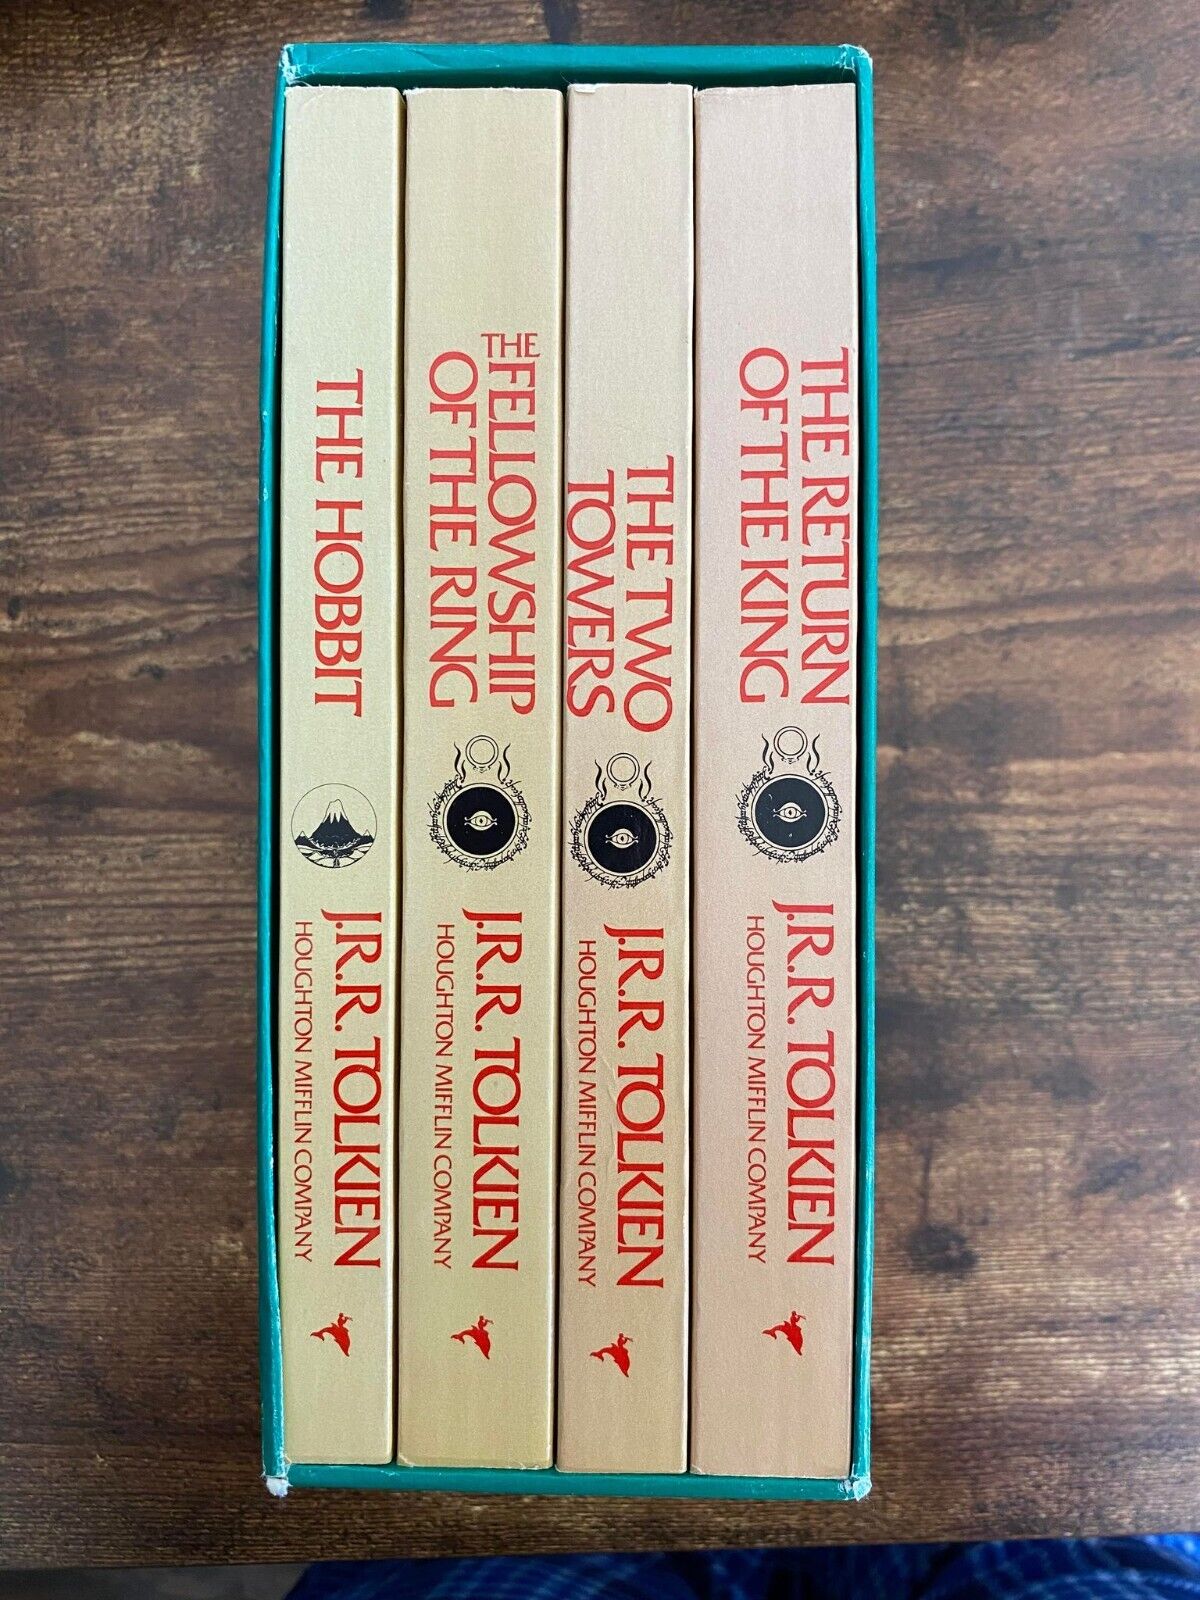 THE HOBBIT
J.R.R. TOLKIEN
HOUGHTON MIFFLIN COMPANY
THE FELLOWSHIP
OF THE RING
J.R.R. TOLKIEN
HOUGHTON MIFFLIN COMPANY
THE TWO
TOWERS
J.R.R. TOLKIEN
HOUGHTON MIFFLIN COMPANY
THE RETURN
OF THE KING
J.R.R. TOLKIEN
HOUGHTON MIFFLIN COMPANY